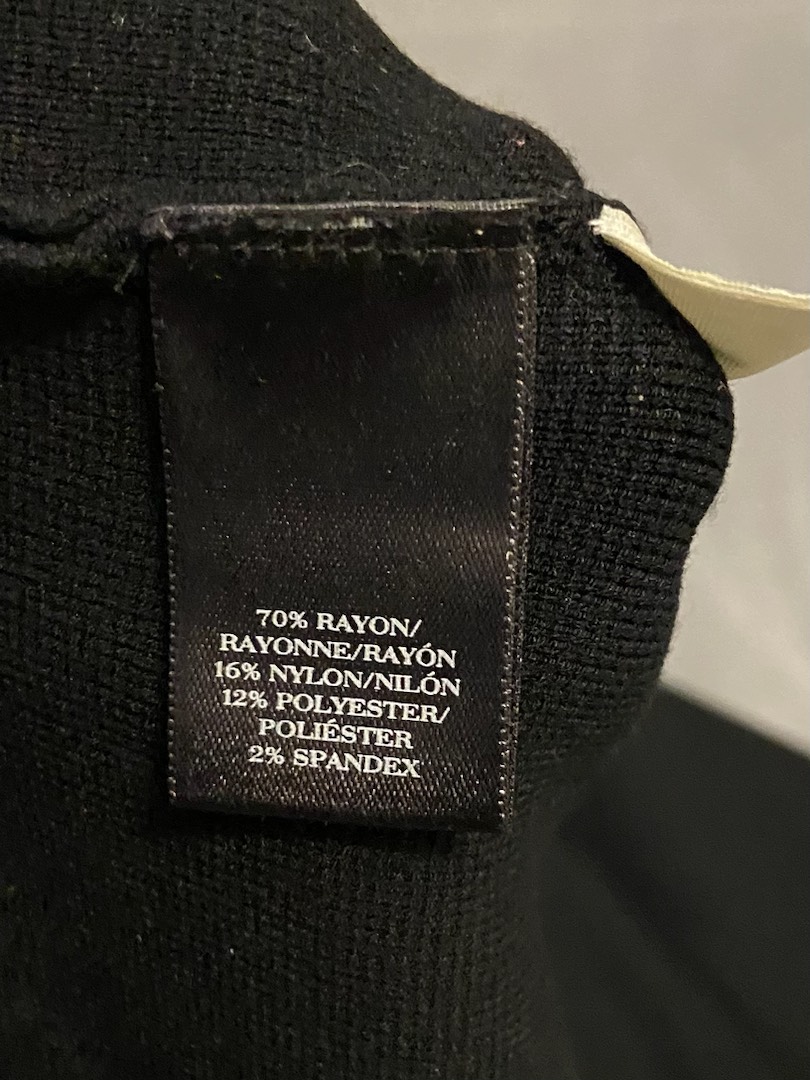 70% RAYON/
RAYONNE/RAYÓN
16% NYLON/NILÓN
12% POLYESTER/
POLIÉSTER
2% SPANDEX